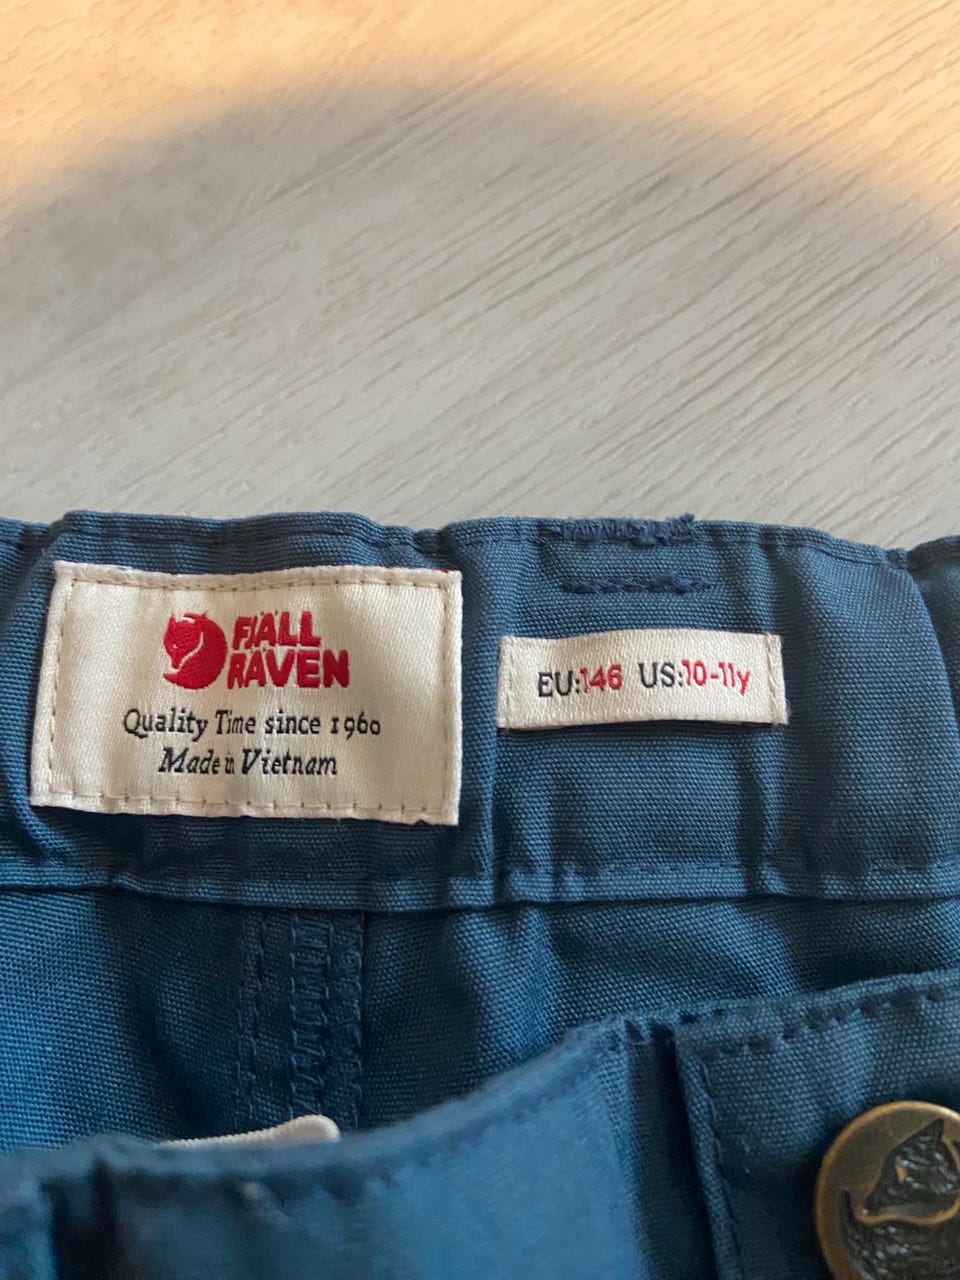 FJÄLL
RÄVEN
Quality Time since 1960
Made in Vietnam
EU:146 US:10-11y